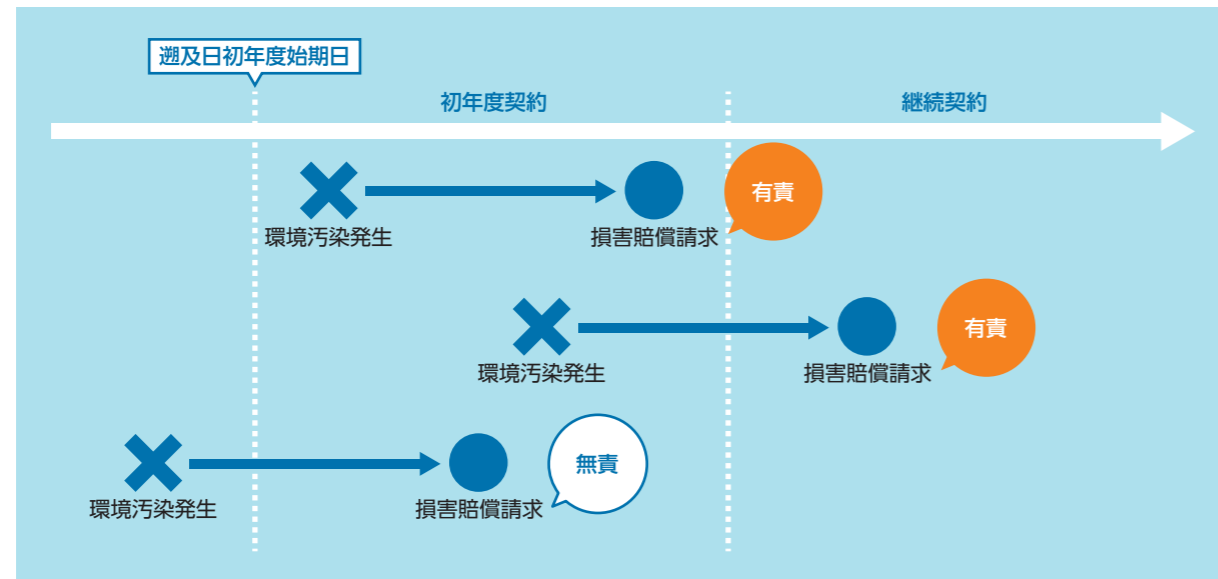 遡及日初年度始期日
初年度契約
継続契約
有責
環境汚染発生
損害賠償請求
有責
環境汚染発生
損害賠償請求
無責
環境汚染発生
損害賠償請求